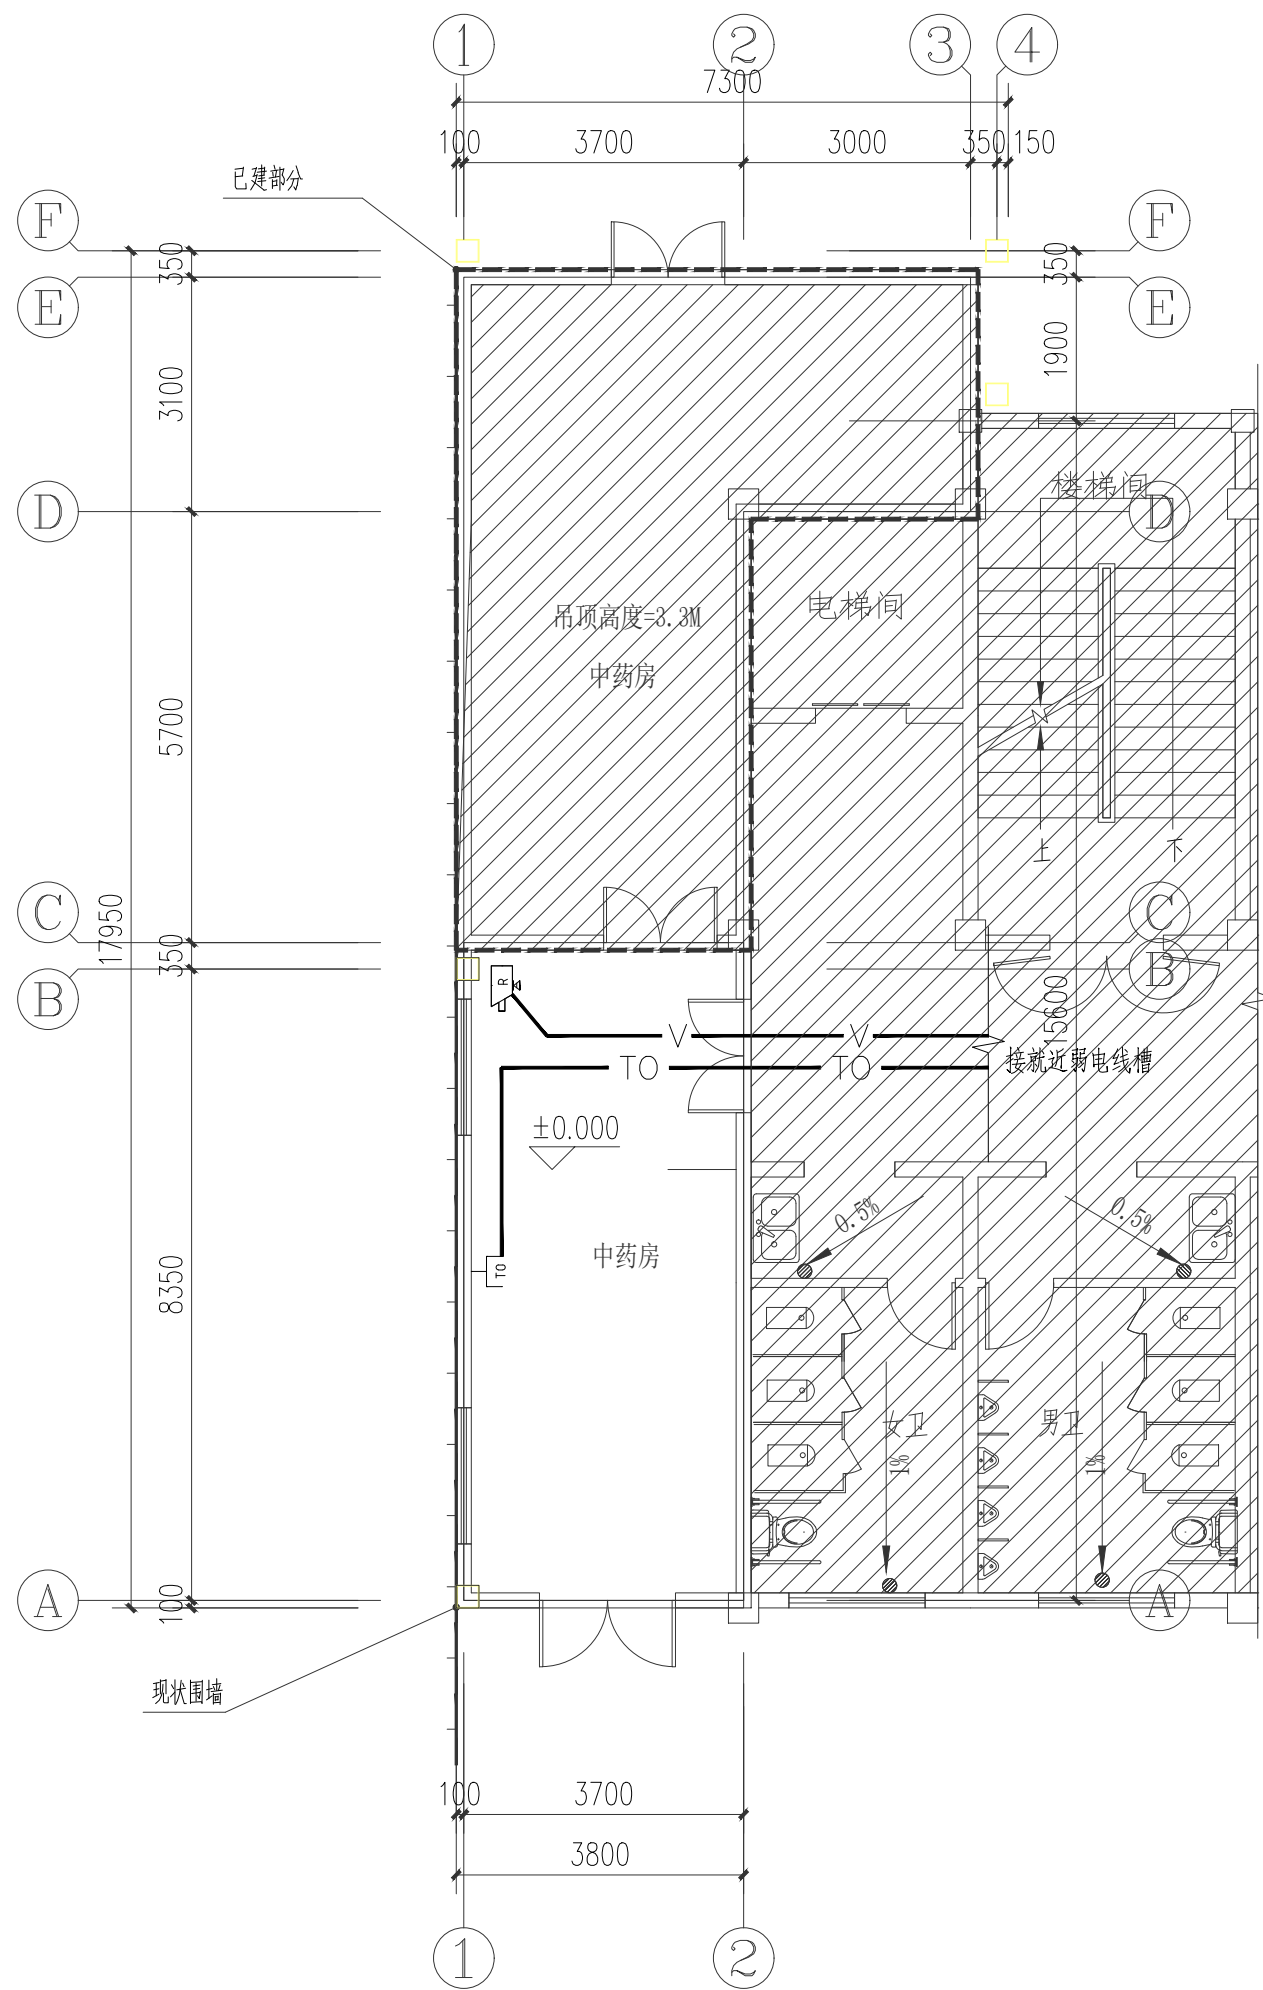 1 2 3 4
7300
100 3700 3000 350 150
已建部分
F F
350 350
E E
1900
3100
楼梯间
D D
电梯间
吊顶高度=3.3M
中药房
5700
上 下
C C
17950
350
B B
R
15600
V V
接就近弱电线槽
TO TO
±0.000
0.5% 0.5%
中药房
TO
8350
女卫 男卫
1% 1%
A A
100
现状围墙
100 3700
3800
1 2